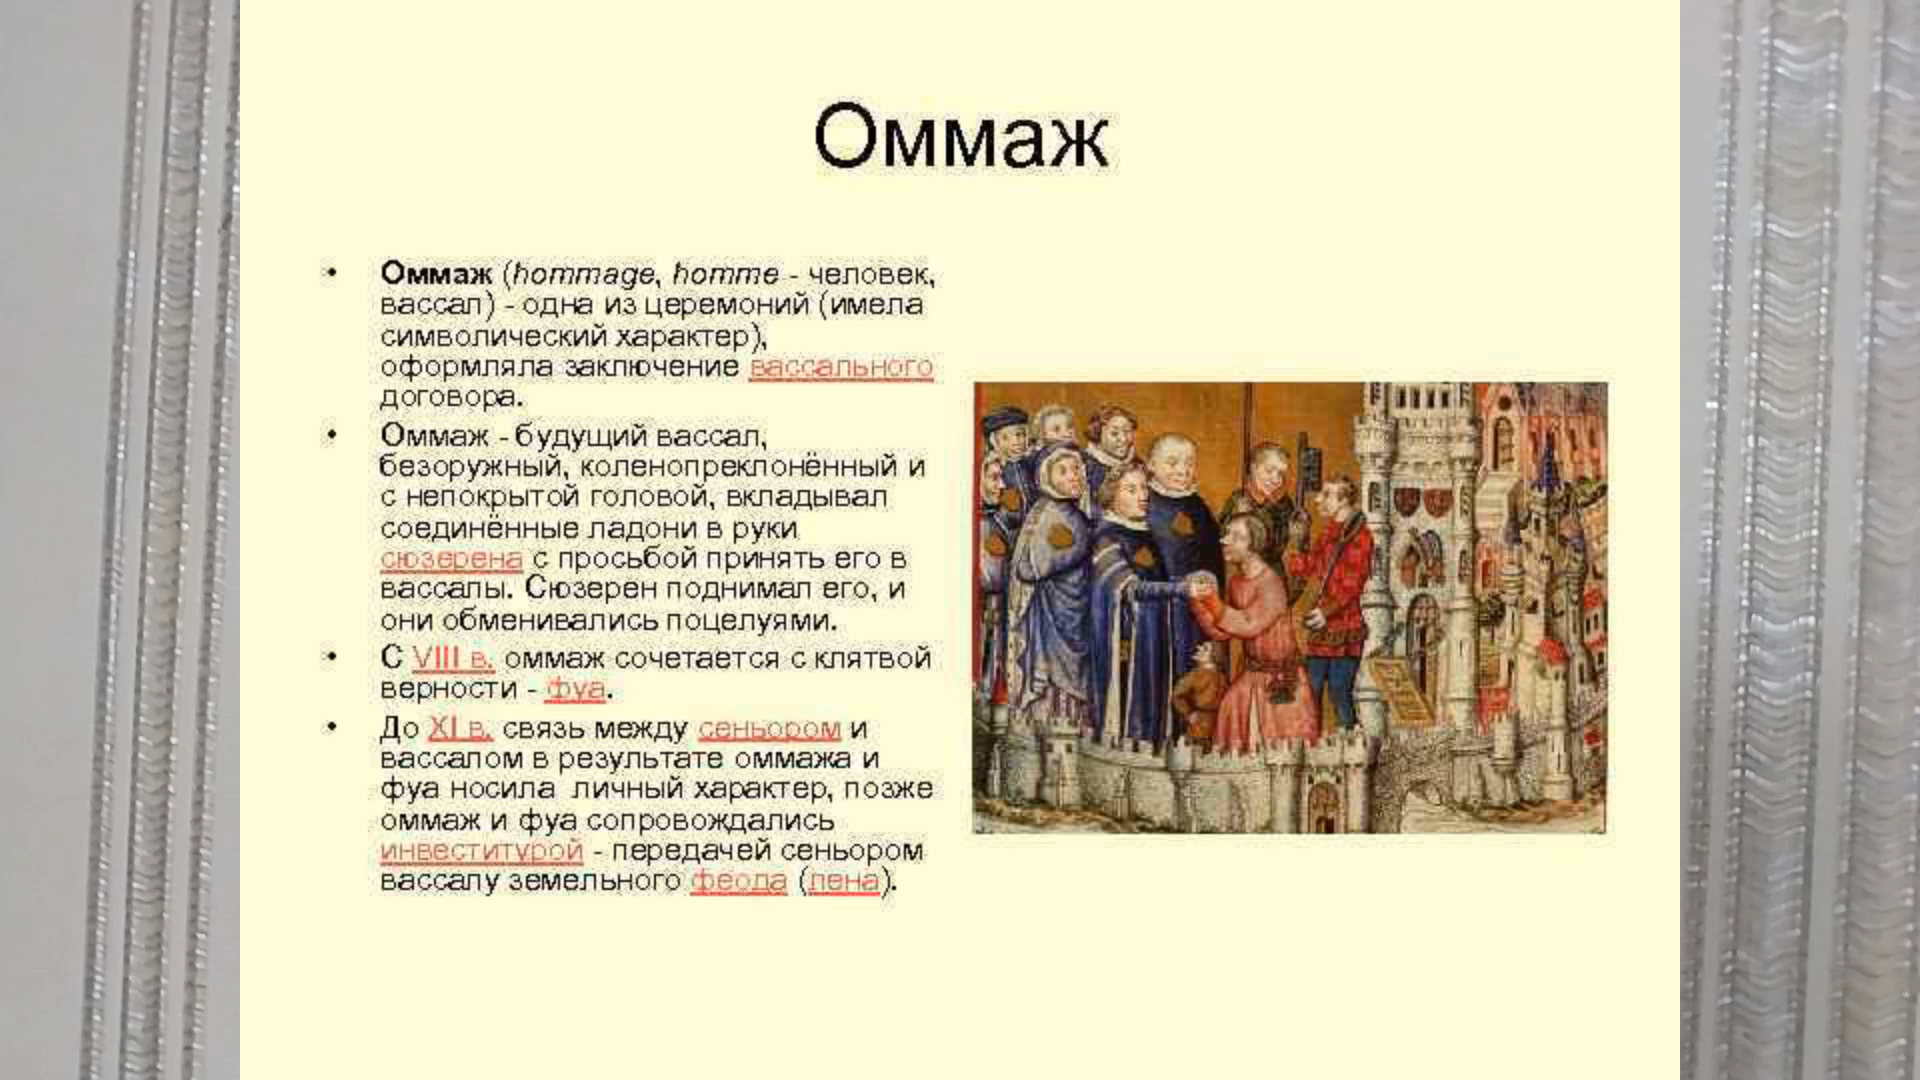 Оммаж
• Оммаж (hommage, homme - человек,
вассал) - одна из церемоний (имела
символический характер),
оформляла заключение вассального
договора.
• Оммаж - будущий вассал,
безоружный, коленопреклонённый и
с непокрытой головой, вкладывал
соединённые ладони в руки
сюзерена с просьбой принять его в
вассалы. Сюзерен поднимал его, и
они обменивались поцелуями.
• С VIII в. оммаж сочетается с клятвой
верности - фуа.
• До XI в. связь между сеньором и
вассалом в результате оммажа и
фуа носила личный характер, позже
оммаж и фуа сопровождались
инвеститурой - передачей сеньором
вассалу земельного феода (лена).